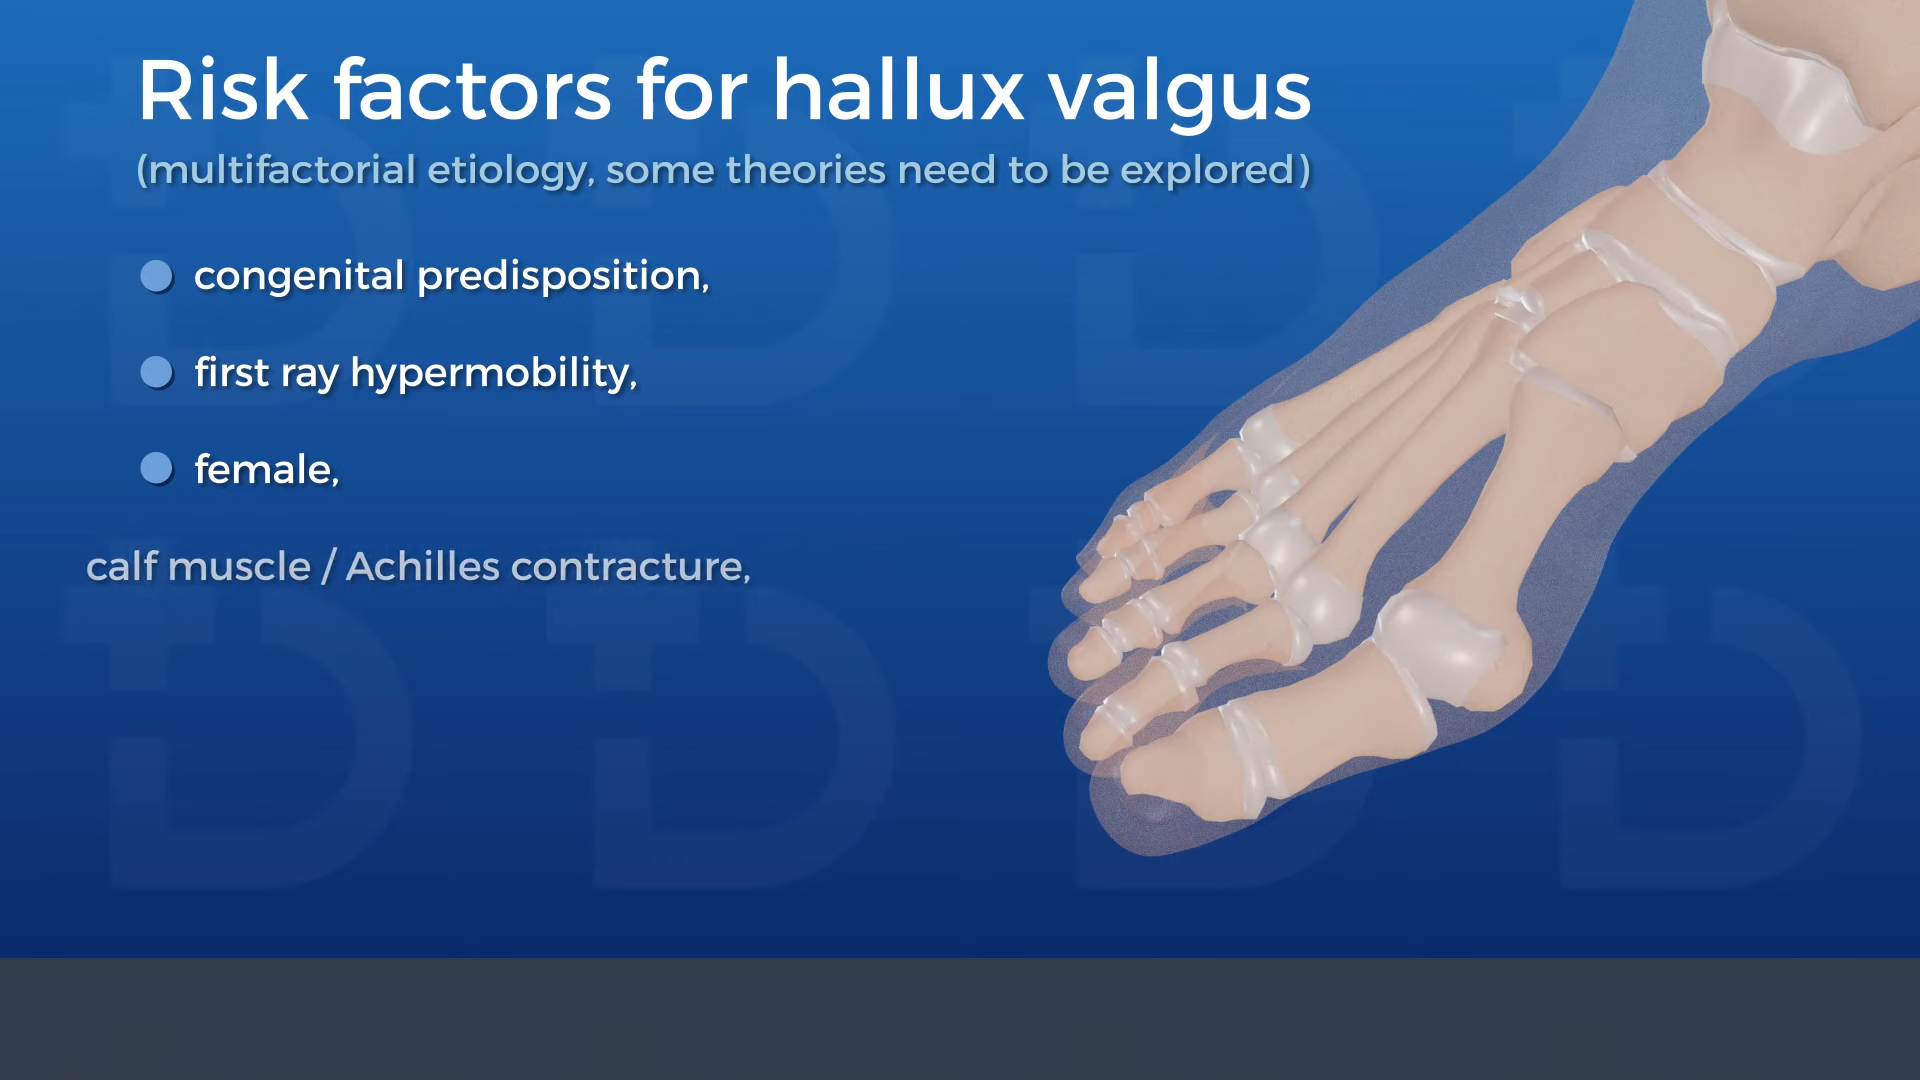 Risk factors for hallux valgus
(multifactorial etiology, some theories need to be explored)
congenital predisposition,
first ray hypermobility,
female,
calf muscle / Achilles contracture,